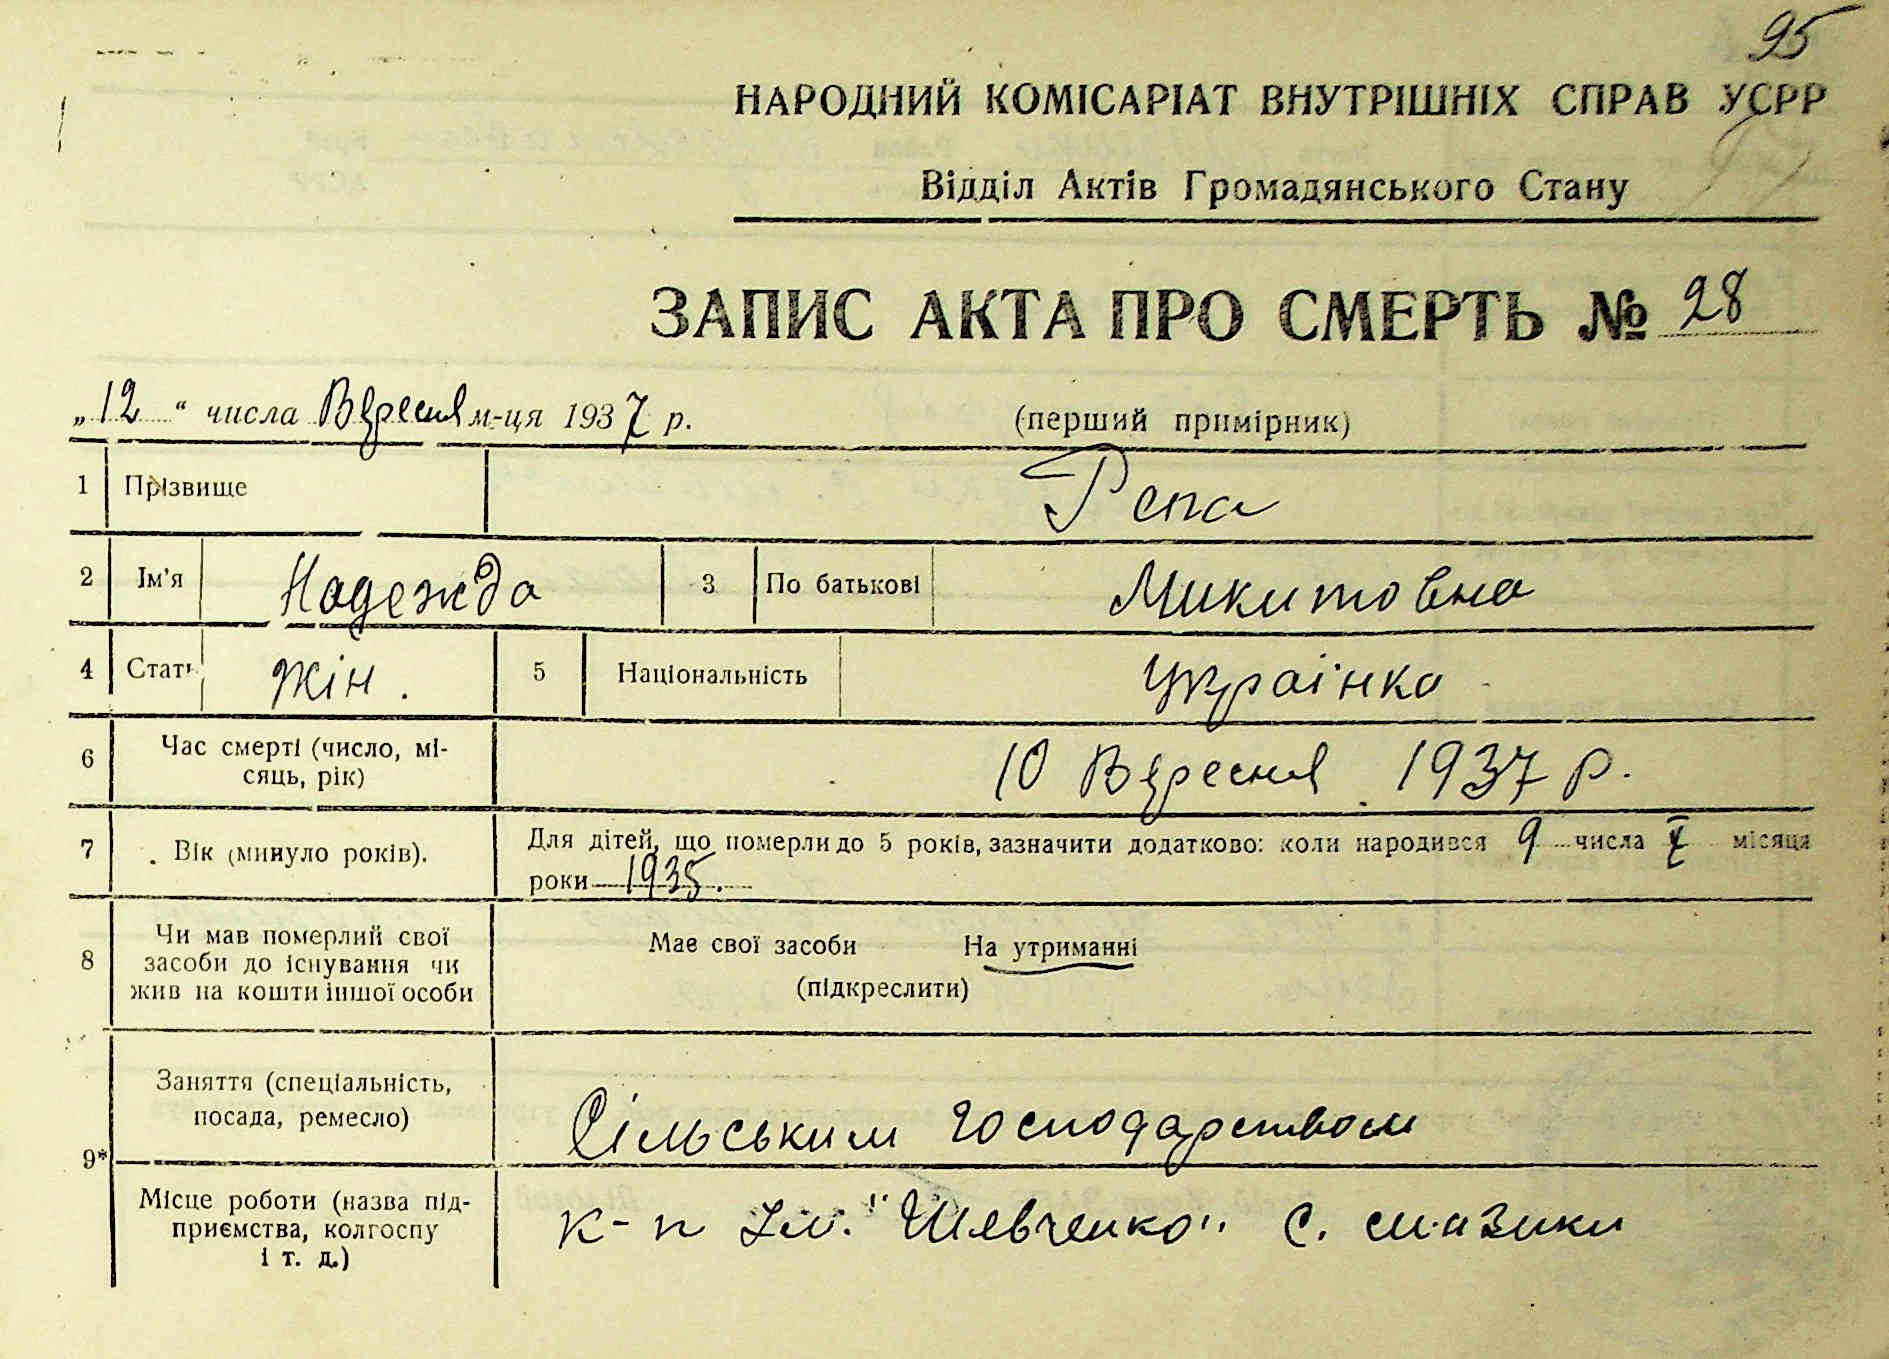 95
НАРОДНИЙ КОМІСАРІАТ ВНУТРІШНІХ СПРАВ УСРР
Відділ Актів Громадянського Стану
ЗАПИС АКТА ПРО СМЕРТЬ № 28
„12“ числа Вересня м-ця 1937 р. (перший примірник)
1 Прізвище Репа
2 Ім'я Надежда 3 По батькові Микитовна
4 Стать жін. 5 Національність Українка
6 Час смерті (число, мі-
сяць, рік) 10 Вересня 1937 р.
7 Вік (минуло років). Для дітей, що померли до 5 років, зазначити додатково: коли народився 9 числа місяця
роки 1935.
8 Чи мав померлий свої
засоби до існування чи
жив на кошти іншої особи
Має свої засоби На утриманні
(підкреслити)
9* Заняття (спеціальність,
посада, ремесло) Сільським господарством
Місце роботи (назва під-
приємства, колгоспу
і т. д.)
к-п Ім. "Шевченко" с. Мазики